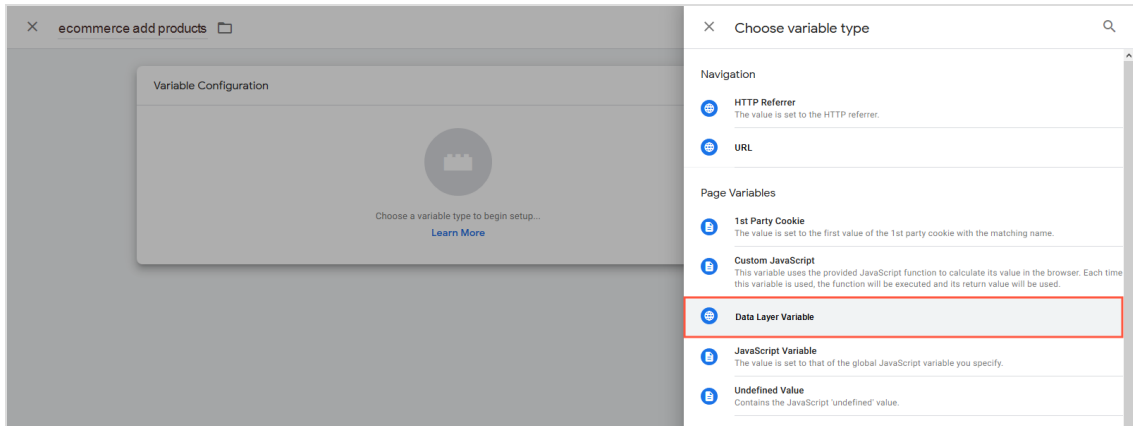 ecommerce add products
Variable Configuration
Choose a variable type to begin setup...
Learn More
Choose variable type
Navigation
HTTP Referrer
The value is set to the HTTP referrer.
URL
Page Variables
1st Party Cookie
The value is set to the first value of the 1st party cookie with the matching name.
Custom JavaScript
This variable uses the provided JavaScript function to calculate its value in the browser. Each time
this variable is used, the function will be executed and its return value will be used.
Data Layer Variable
JavaScript Variable
The value is set to that of the global JavaScript variable you specify.
Undefined Value
Contains the JavaScript 'undefined' value.